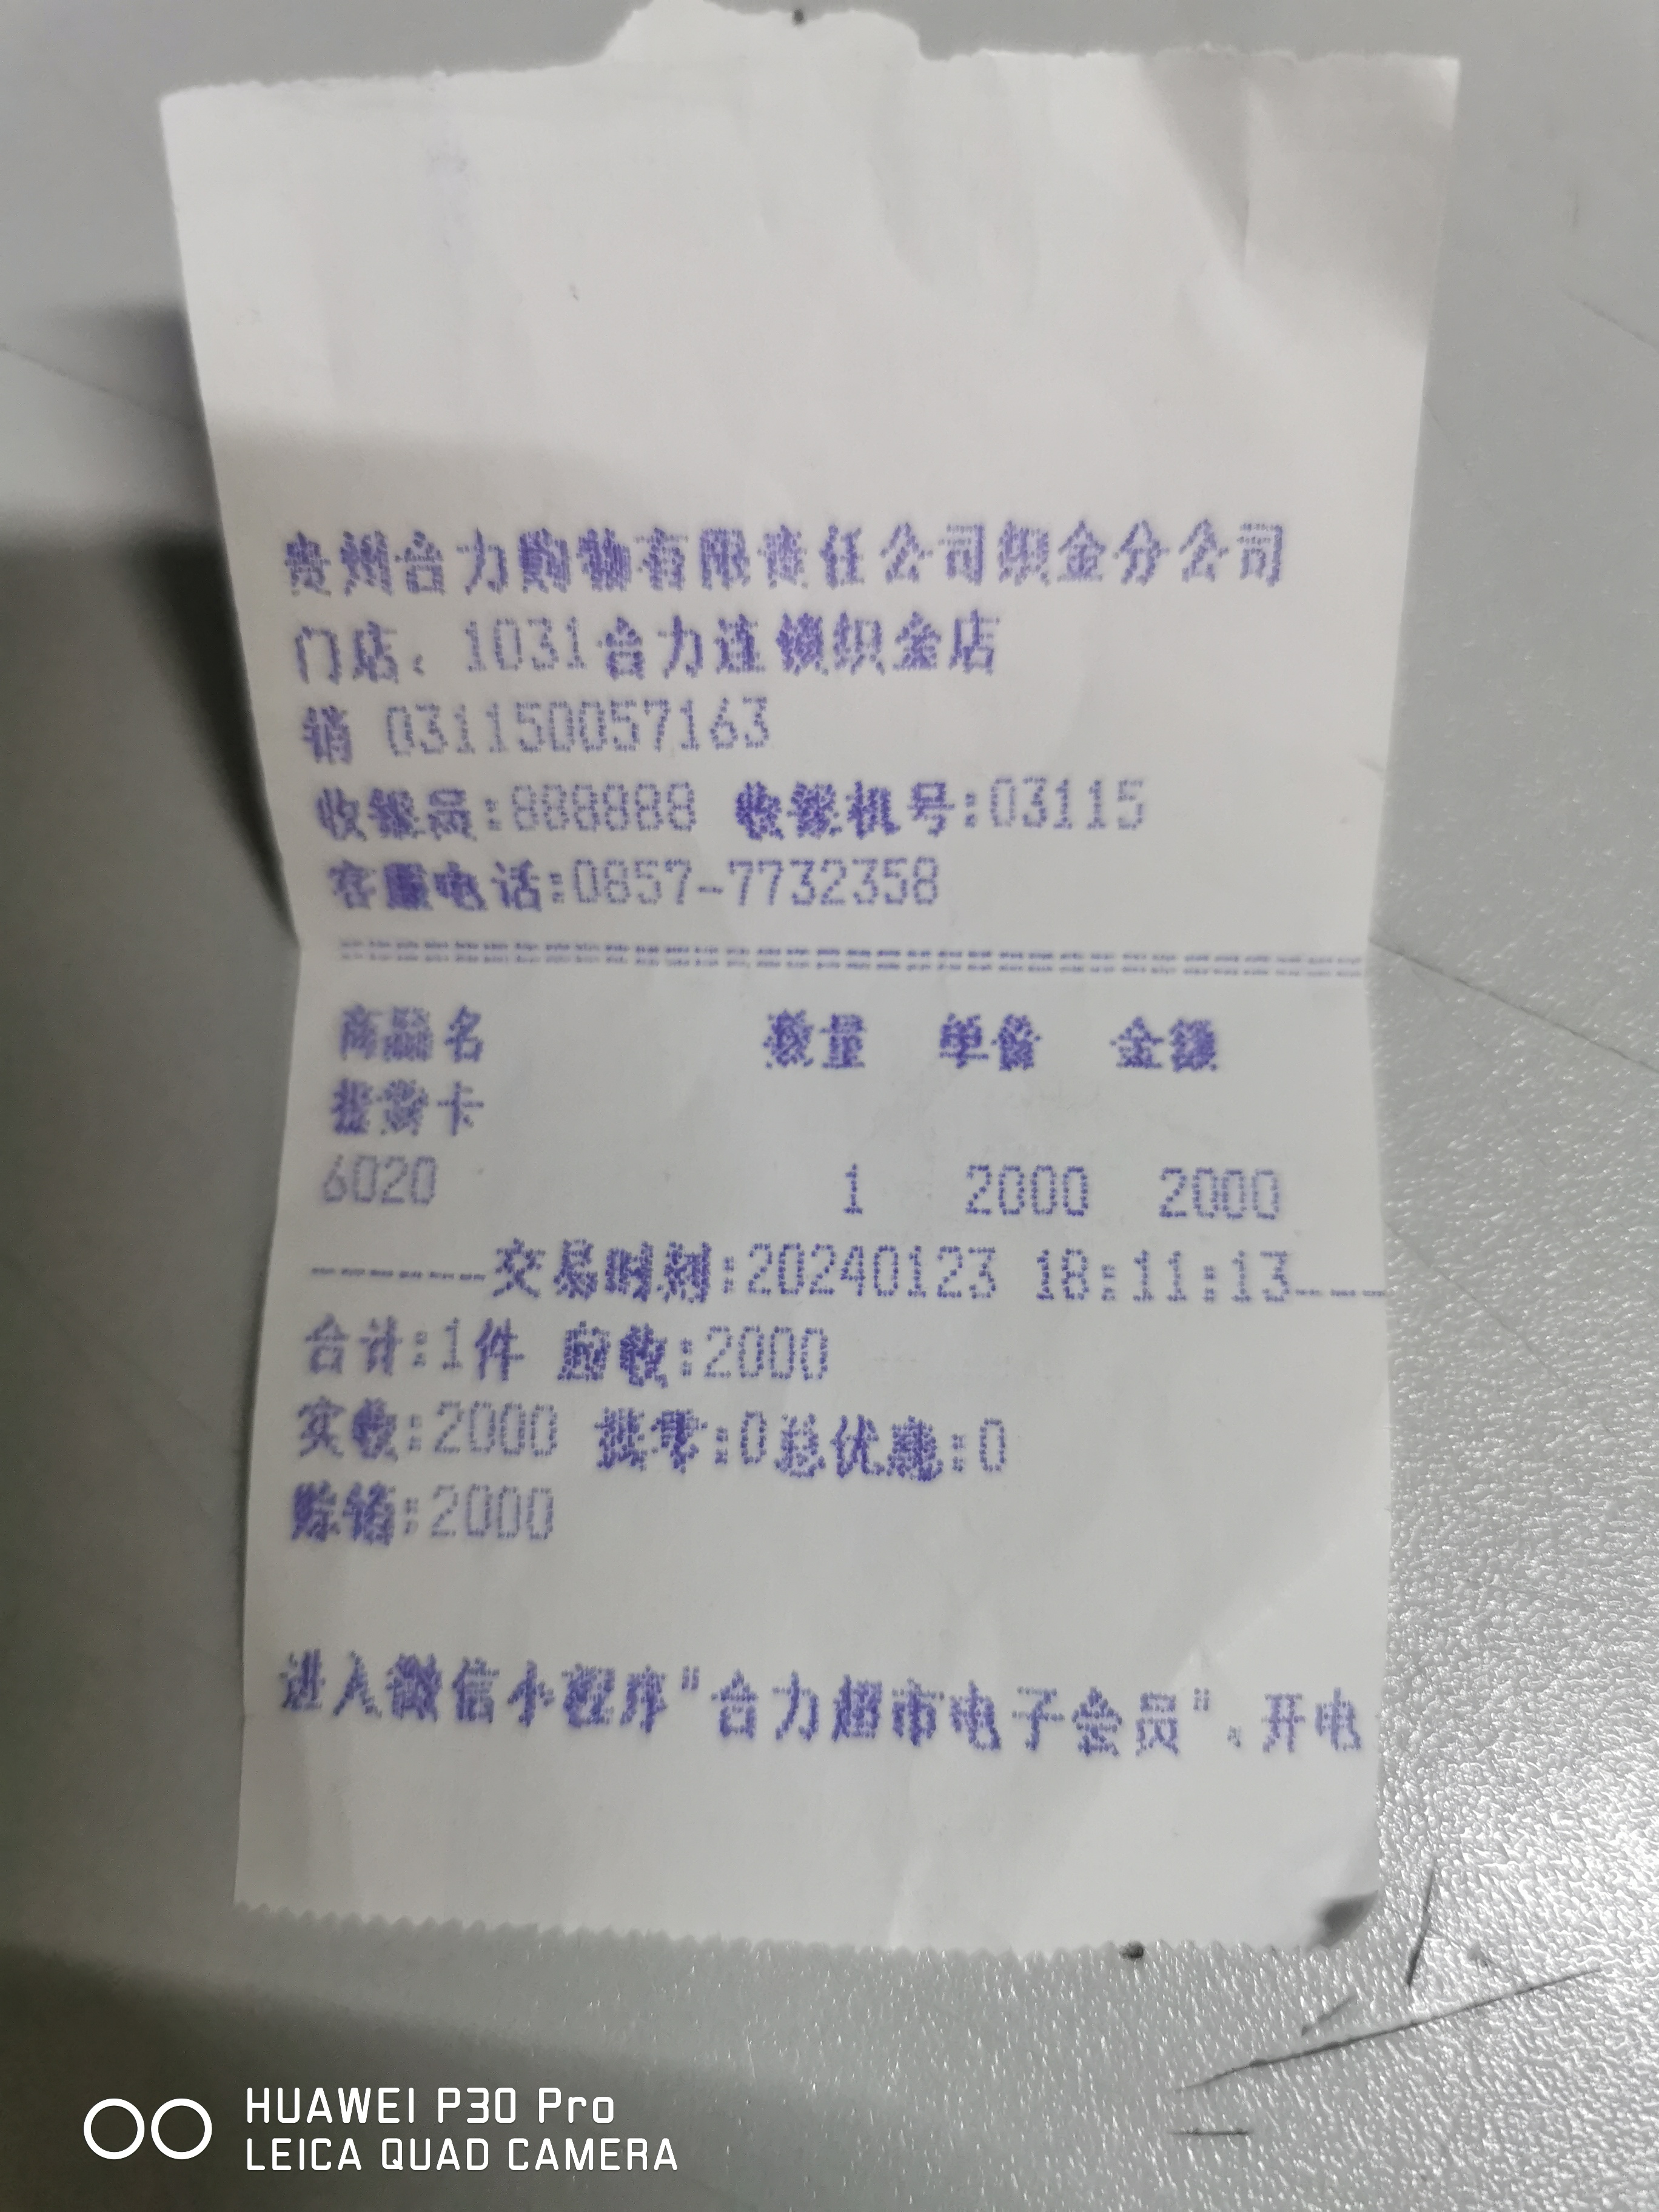 贵州合力购物有限责任公司织金分公司
门店:1031合力连锁织金店
销 031150057163
收银员:888888 收银机号:03115
客服电话:0857-7732358
================================
商品名 数量 单价 金额
提货卡
6020 1 2000 2000
------交易时刻:20240123 18:11:13---
合计:1件 应收:2000
实收:2000 找零:0总优惠:0
赊销:2000
进入微信小程序"合力超市电子会员",开电
HUAWEI P30 Pro
LEICA QUAD CAMERA